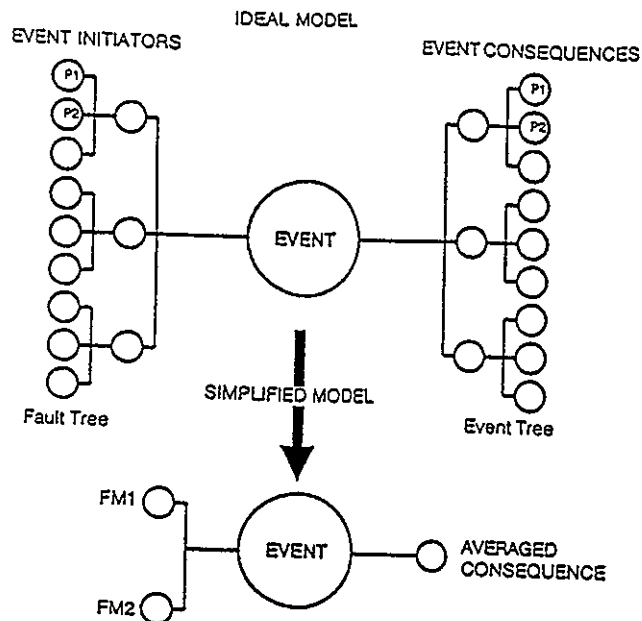 IDEAL MODEL
EVENT INITIATORS
EVENT CONSEQUENCES
P1
P2
P1
P2
EVENT
SIMPLIFIED MODEL
Fault Tree
Event Tree
FM1
FM2
EVENT
AVERAGED
CONSEQUENCE